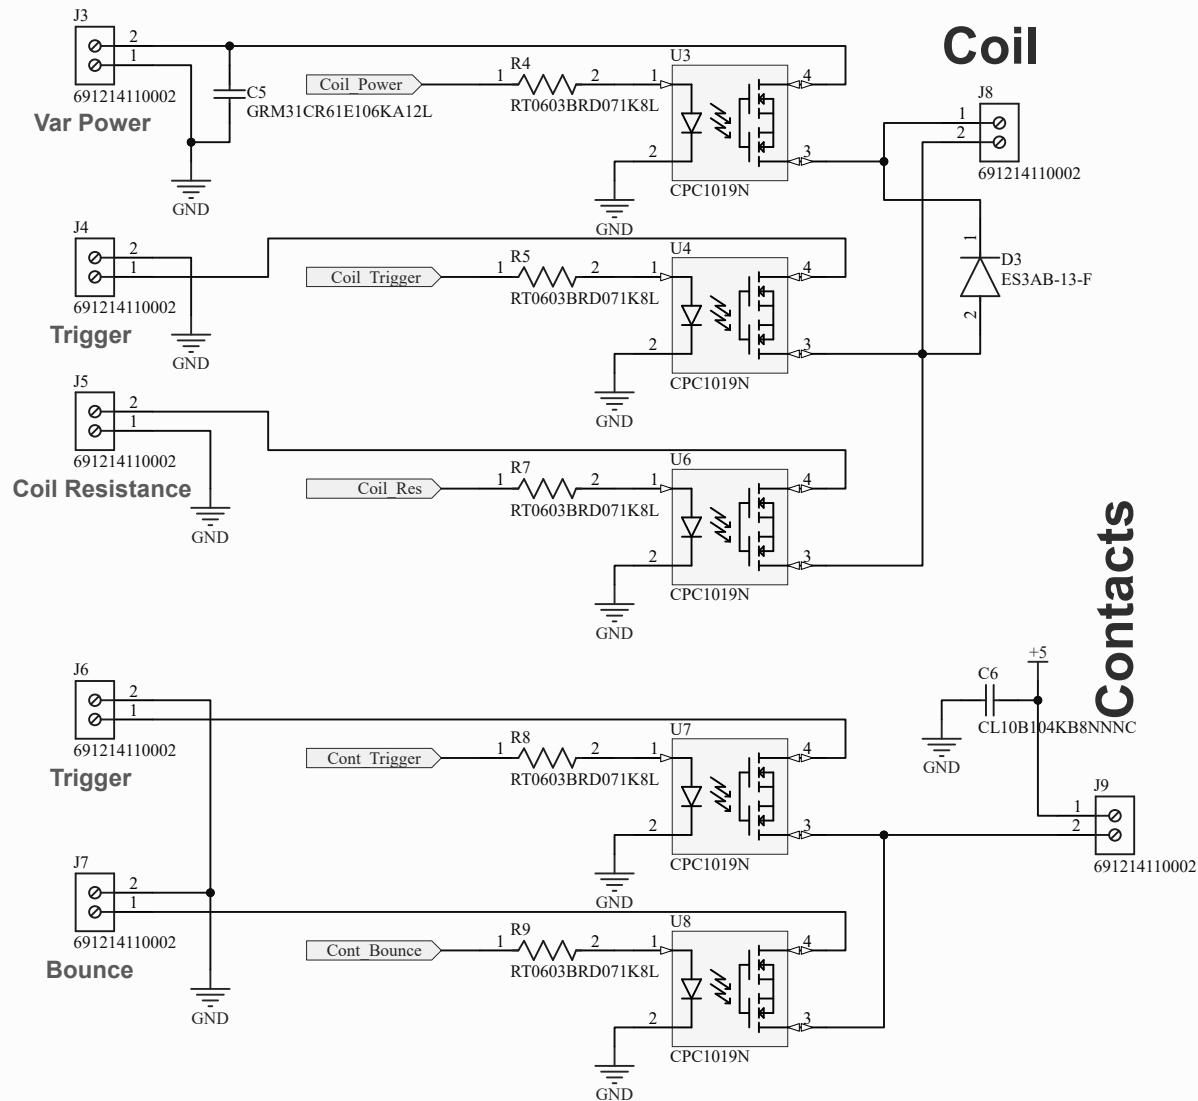 Coil
J3
2
1
691214110002
Var Power
C5
GRM31CR61E106KA12L
GND
Coil_Power
1
R4
2
RT0603BRD071K8L
U3
1
2
4
3
CPC1019N
GND
J8
1
2
691214110002
1
D3
ES3AB-13-F
2
J4
2
1
691214110002
Trigger
GND
Coil_Trigger
1
R5
2
RT0603BRD071K8L
U4
1
2
4
3
CPC1019N
GND
J5
2
1
691214110002
Coil Resistance
GND
Coil_Res
1
R7
2
RT0603BRD071K8L
U6
1
2
4
3
CPC1019N
GND
Contacts
+5
C6
CL10B104KB8NNNC
GND
J9
1
2
691214110002
J6
2
1
691214110002
Trigger
Cont_Trigger
1
R8
2
RT0603BRD071K8L
U7
1
2
4
3
CPC1019N
GND
J7
2
1
691214110002
Bounce
GND
Cont_Bounce
1
R9
2
RT0603BRD071K8L
U8
1
2
4
3
CPC1019N
GND